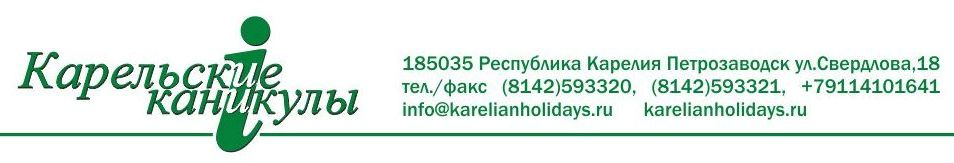 Карельские
каникулы
185035 Республика Карелия Петрозаводск ул.Свердлова,18
тел./факс (8142)593320, (8142)593321, +79114101641
info@karelianholidays.ru karelianholidays.ru